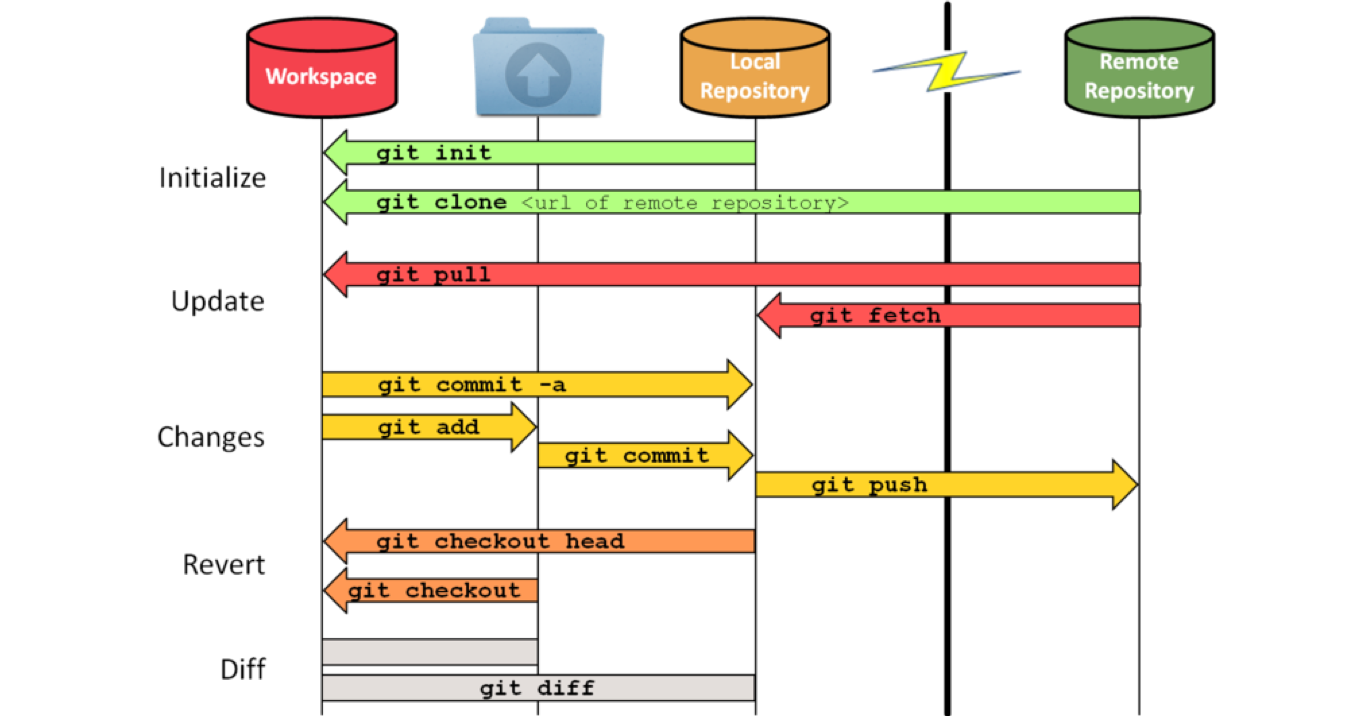 Workspace
Local
Repository
Remote
Repository
Initialize
git init
git clone <url of remote repository>
Update
git pull
git fetch
Changes
git commit -a
git add
git commit
git push
Revert
git checkout head
git checkout
Diff
git diff